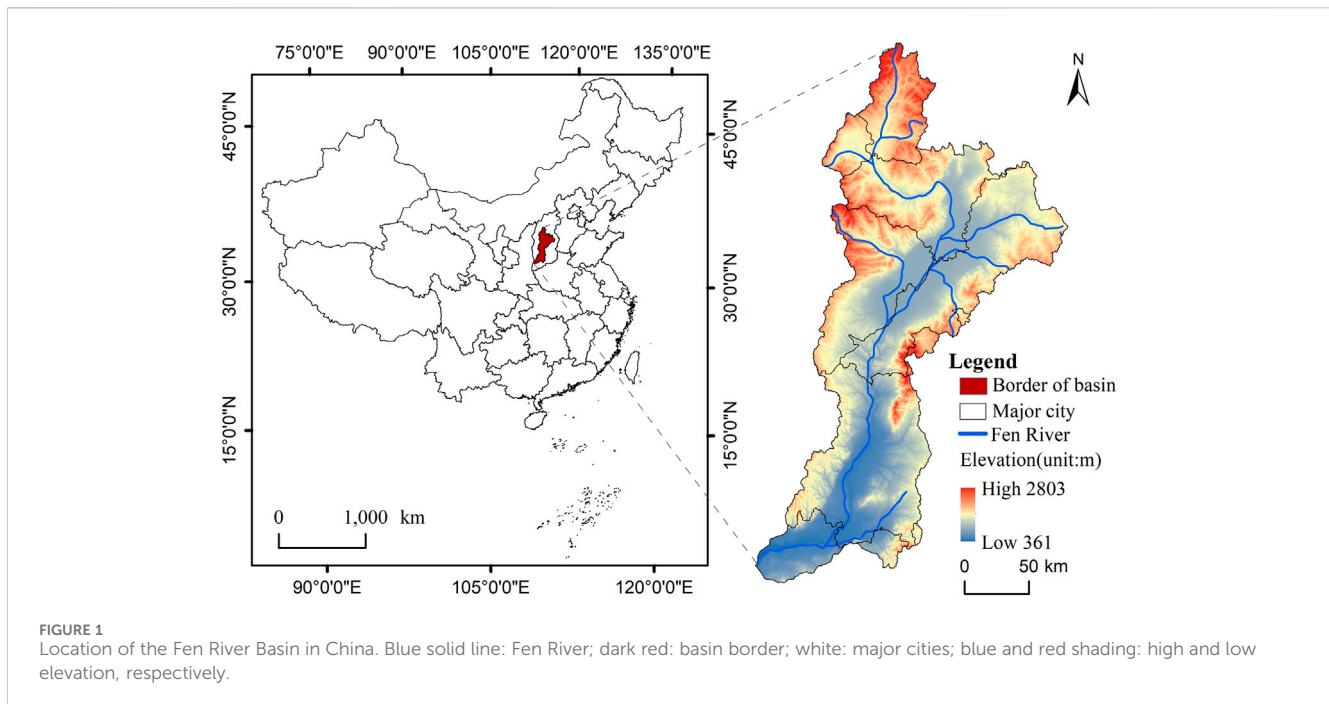 75°0'0"E 90°0'0"E 105°0'0"E 120°0'0"E 135°0'0"E
N
45°0'0"N
30°0'0"N
15°0'0"N
45°0'0"N
30°0'0"N
15°0'0"N
0 1,000 km
90°0'0"E 105°0'0"E 120°0'0"E
Legend
Border of basin
Major city
Fen River
Elevation(unit:m)
High 2803
Low 361
0 50 km
FIGURE 1
Location of the Fen River Basin in China. Blue solid line: Fen River; dark red: basin border; white: major cities; blue and red shading: high and low
elevation, respectively.